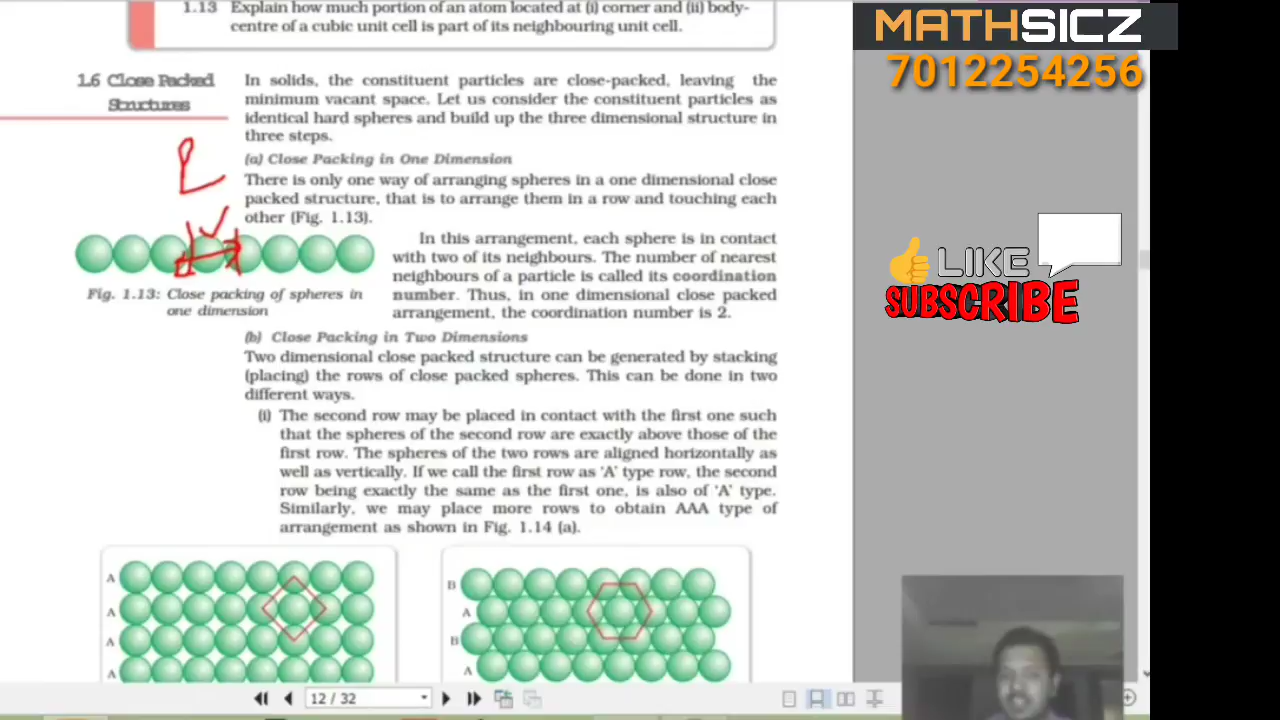 1.13 Explain how much portion of an atom located at (i) corner and (ii) body-
centre of a cubic unit cell is part of its neighbouring unit cell.
MATHSICZ
7012254256
1.6 Close Packed
Structures
In solids, the constituent particles are close-packed, leaving the
minimum vacant space. Let us consider the constituent particles as
identical hard spheres and build up the three dimensional structure in
three steps.
(a) Close Packing in One Dimension
There is only one way of arranging spheres in a one dimensional close
packed structure, that is to arrange them in a row and touching each
other (Fig. 1.13).
Fig. 1.13: Close packing of spheres in
one dimension
In this arrangement, each sphere is in contact
with two of its neighbours. The number of nearest
neighbours of a particle is called its coordination
number. Thus, in one dimensional close packed
arrangement, the coordination number is 2.
LIKE
SUBSCRIBE
(b) Close Packing in Two Dimensions
Two dimensional close packed structure can be generated by stacking
(placing) the rows of close packed spheres. This can be done in two
different ways.
(i) The second row may be placed in contact with the first one such
that the spheres of the second row are exactly above those of the
first row. The spheres of the two rows are aligned horizontally as
well as vertically. If we call the first row as 'A' type row, the second
row being exactly the same as the first one, is also of 'A' type.
Similarly, we may place more rows to obtain AAA type of
arrangement as shown in Fig. 1.14 (a).
A
A
A
A
B
A
B
A
12 / 32